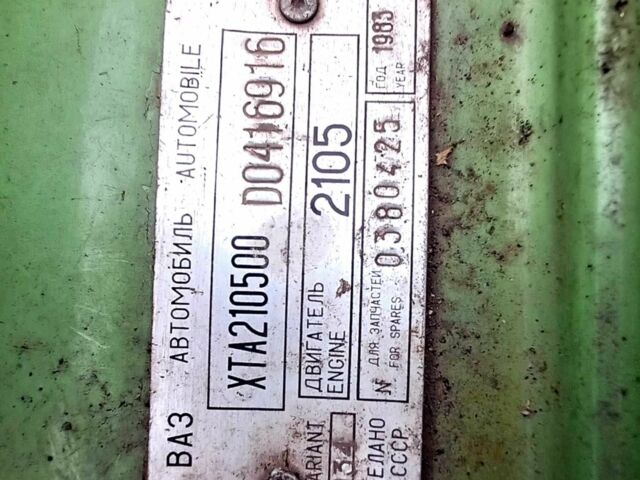 ВАЗ АВТОМОБИЛЬ AUTOMOBILE
XTA210500 D0416916
ДВИГАТЕЛЬ 2105
ENGINE
N ДЛЯ ЗАПЧАСТЕЙ 0380425
FOR SPARES
ГОД 1983
YEAR
ARIANT
ЕЛАНО
СССР